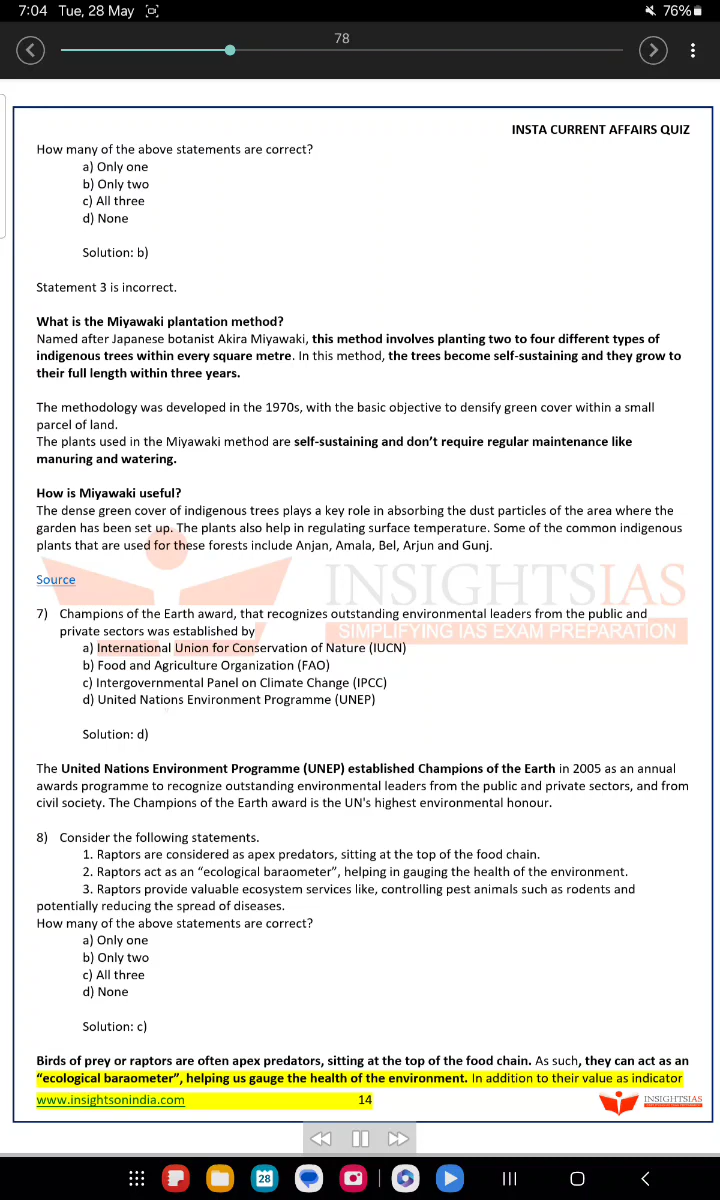 7:04 Tue, 28 May
76%
78
INSTA CURRENT AFFAIRS QUIZ
How many of the above statements are correct?
a) Only one
b) Only two
c) All three
d) None
Solution: b)
Statement 3 is incorrect.
What is the Miyawaki plantation method?
Named after Japanese botanist Akira Miyawaki, this method involves planting two to four different types of
indigenous trees within every square metre. In this method, the trees become self-sustaining and they grow to
their full length within three years.
The methodology was developed in the 1970s, with the basic objective to densify green cover within a small
parcel of land.
The plants used in the Miyawaki method are self-sustaining and don't require regular maintenance like
manuring and watering.
How is Miyawaki useful?
The dense green cover of indigenous trees plays a key role in absorbing the dust particles of the area where the
garden has been set up. The plants also help in regulating surface temperature. Some of the common indigenous
plants that are used for these forests include Anjan, Amala, Bel, Arjun and Gunj.
Source
INSIGHTSIAS
SIMPLIFYING IAS EXAM PREPARATION
7) Champions of the Earth award, that recognizes outstanding environmental leaders from the public and
private sectors was established by
a) International Union for Conservation of Nature (IUCN)
b) Food and Agriculture Organization (FAO)
c) Intergovernmental Panel on Climate Change (IPCC)
d) United Nations Environment Programme (UNEP)
Solution: d)
The United Nations Environment Programme (UNEP) established Champions of the Earth in 2005 as an annual
awards programme to recognize outstanding environmental leaders from the public and private sectors, and from
civil society. The Champions of the Earth award is the UN's highest environmental honour.
8) Consider the following statements.
1. Raptors are considered as apex predators, sitting at the top of the food chain.
2. Raptors act as an "ecological baraometer", helping in gauging the health of the environment.
3. Raptors provide valuable ecosystem services like, controlling pest animals such as rodents and
potentially reducing the spread of diseases.
How many of the above statements are correct?
a) Only one
b) Only two
c) All three
d) None
Solution: c)
Birds of prey or raptors are often apex predators, sitting at the top of the food chain. As such, they can act as an
"ecological baraometer", helping us gauge the health of the environment. In addition to their value as indicator
www.insightsonindia.com 14 INSIGHTSIAS
28